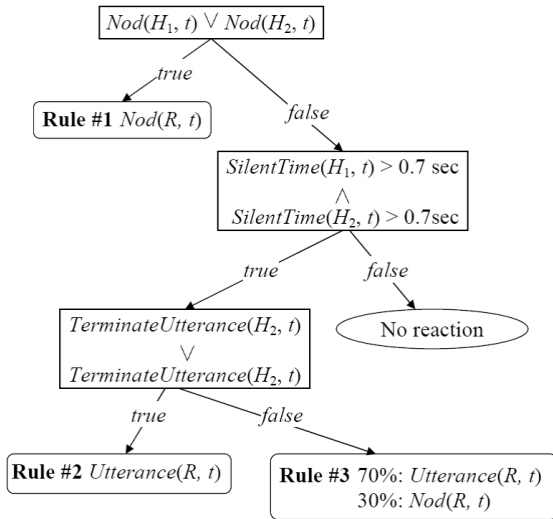 Nod(H₁, t) ∨ Nod(H₂, t)
true
false
Rule #1 Nod(R, t)
SilentTime(H₁, t) > 0.7 sec
∧
SilentTime(H₂, t) > 0.7sec
true
false
TerminateUtterance(H₂, t)
∨
TerminateUtterance(H₂, t)
No reaction
true
false
Rule #2 Utterance(R, t)
Rule #3 70%: Utterance(R, t)
30%: Nod(R, t)